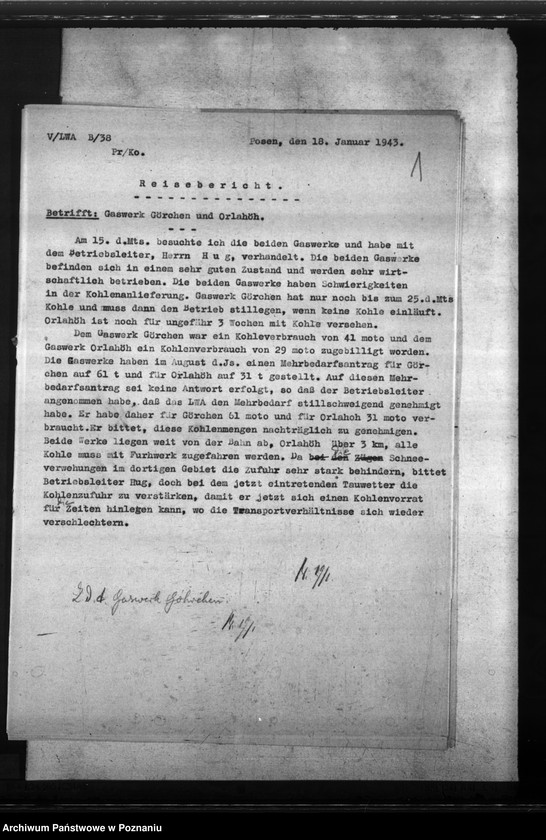 V/LWA B/38
Pr/Ko.
Posen, den 18. Januar 1943.
1
Reisebericht.
Betrifft: Gaswerk Görchen und Orlahöh.
Am 15. d.Mts. besuchte ich die beiden Gaswerke und habe mit
dem Betriebsleiter, Herrn Hug, verhandelt. Die beiden Gaswerke
befinden sich in einem sehr guten Zustand und werden sehr wirt-
schaftlich betrieben. Die beiden Gaswerke haben Schwierigkeiten
in der Kohlenanlieferung. Gaswerk Görchen hat nur noch bis zum 25.d.Mts
Kohle und muss dann den Betrieb stillegen, wenn keine Kohle einläuft.
Orlahöh ist noch für ungefähr 3 Wochen mit Kohle versehen.
Dem Gaswerk Görchen war ein Kohleverbrauch von 41 moto und dem
Gaswerk Orlahöh ein Kohlenverbrauch von 29 moto zugebilligt worden.
Die Gaswerke haben im August d.Js. einen Mehrbedarfsantrag für Gör-
chen auf 61 t und für Orlahöh auf 31 t gestellt. Auf diesen Mehr-
bedarfsantrag sei keine Antwort erfolgt, so daß der Betriebsleiter
angenommen habe, daß das LWA den Mehrbedarf stillschweigend genehmigt
habe. Er habe daher für Görchen 61 moto und für Orlahoh 31 moto ver-
braucht.Er bittet, diese Kohlenmengen nachträglich zu genehmigen.
Beide Werke liegen weit von der Bahn ab, Orlahöh über 3 km, alle
Kohle muss mit Furhwerk zugefahren werden. Da bei den Zügen die Schnee-
verwehungen im dortigen Gebiet die Zufuhr sehr stark behindern, bittet
Betriebsleiter Hug, doch bei dem jetzt eintretenden Tauwetter die
Kohlenzufuhr zu verstärken, damit er jetzt sich einen Kohlenvorrat
für die Zeiten hinlegen kann, wo die Transportverhältnisse sich wieder
verschlechtern.
Z.d.A. Gaswerk Göhrchen
Archiwum Państwowe w Poznaniu